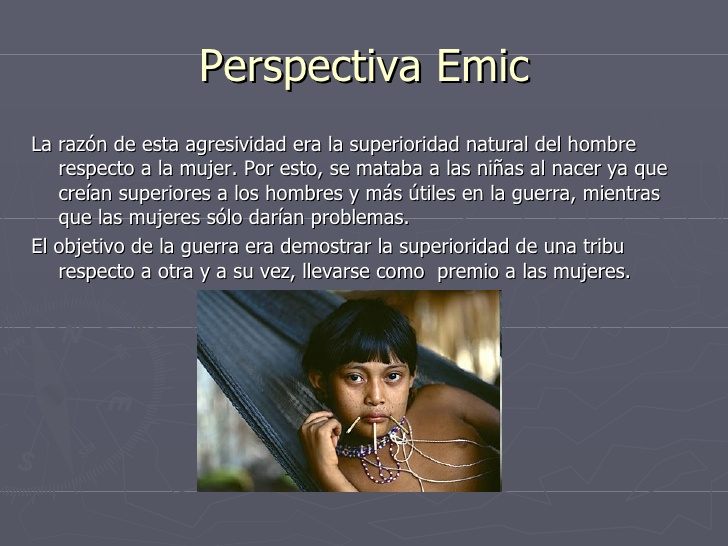 Perspectiva Emic
La razón de esta agresividad era la superioridad natural del hombre
respecto a la mujer. Por esto, se mataba a las niñas al nacer ya que
creían superiores a los hombres y más útiles en la guerra, mientras
que las mujeres sólo darían problemas.
El objetivo de la guerra era demostrar la superioridad de una tribu
respecto a otra y a su vez, llevarse como  premio a las mujeres.